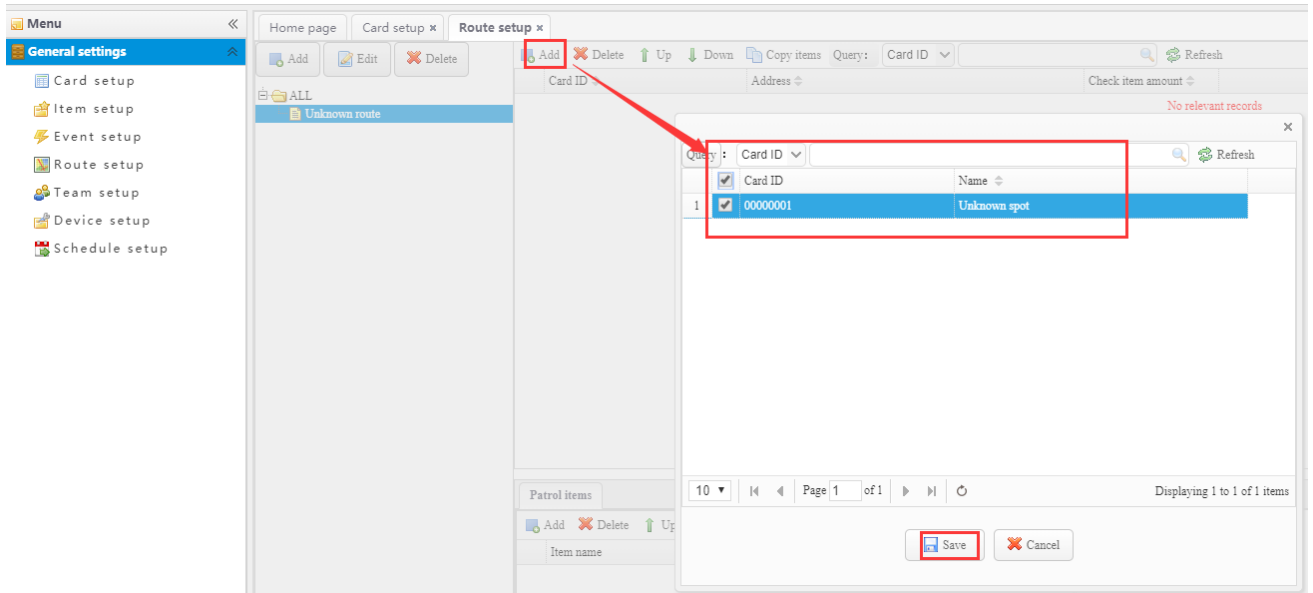 Menu
General settings
Card setup
Item setup
Event setup
Route setup
Team setup
Device setup
Schedule setup
Home page Card setup × Route setup ×
Add Edit Delete
ALL
Unknown route
Add Delete Up Down Copy items Query: Card ID Refresh
Card ID Address Check item amount
No relevant records
×
Query : Card ID Refresh
Card ID Name
1 00000001 Unknown spot
10 Page 1 of 1 Displaying 1 to 1 of 1 items
Save Cancel
Patrol items
Add Delete Up
Item name